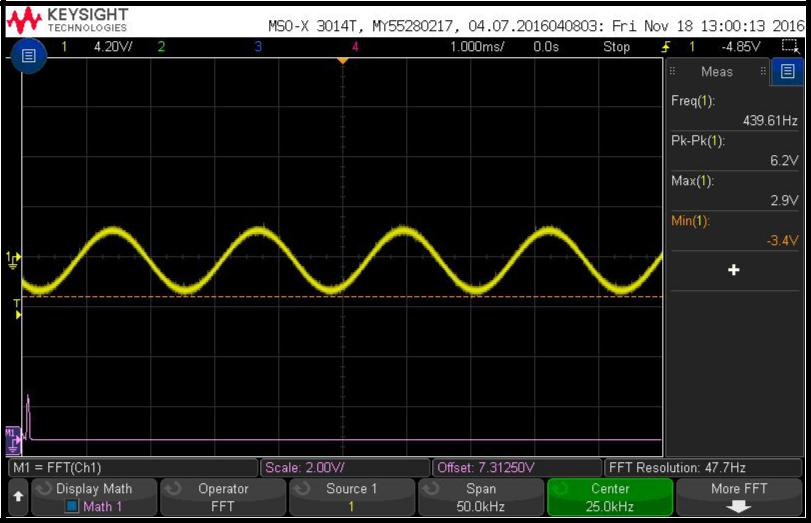 KEYSIGHT
TECHNOLOGIES
MSO-X 3014T, MY55280217, 04.07.2016040803: Fri Nov 18 13:00:13 2016
1 4.20V/ 2 3 4 1.000ms/ 0.0s Stop 1 -4.85V
Meas
Freq(1):
439.61Hz
Pk-Pk(1):
6.2V
Max(1):
2.9V
Min(1):
-3.4V
+
1
T
M1
M1 = FFT(Ch1) Scale: 2.00V/ Offset: 7.31250V FFT Resolution: 47.7Hz
Display Math Operator Source 1 Span Center More FFT
Math 1 FFT 1 50.0kHz 25.0kHz